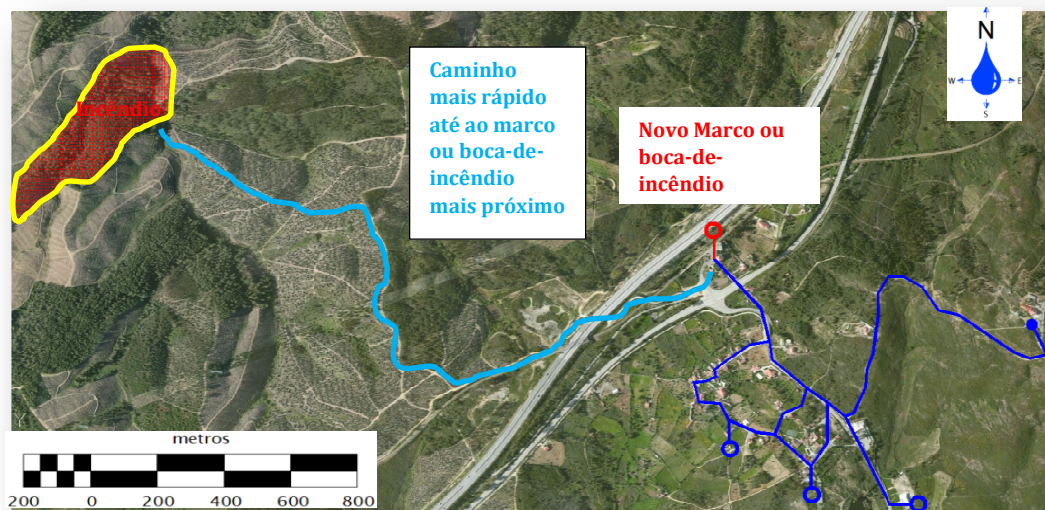 Incêndio
Caminho
mais rápido
até ao marco
ou boca-de-
incêndio
mais próximo
Novo Marco ou
boca-de-
incêndio
N
W E
S
metros
200 0 200 400 600 800